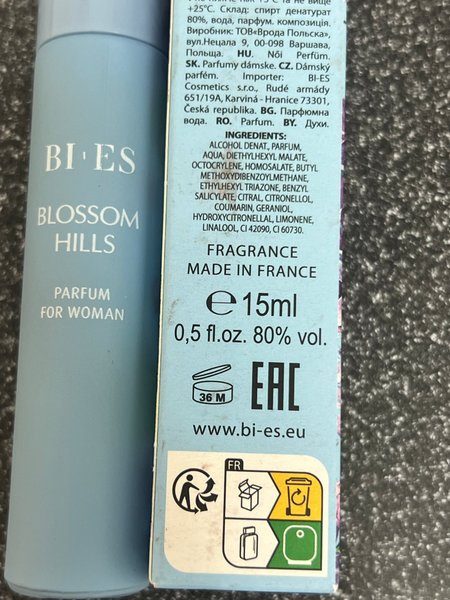 BI·ES
BLOSSOM
HILLS
PARFUM
FOR WOMAN
+25°C. Склад: спирт денатурат
80%, вода, парфум. композиція.
Виробник: ТОВ«Врода Польска»,
вул.Нецала 9, 00-098 Варшава,
Польща. HU. Női Perfüm.
SK. Parfumy dámske. CZ. Dámský
parfém. Importer: BI-ES
Cosmetics s.r.o., Rudé armády
651/19A, Karviná - Hranice 73301,
Česká republika. BG. Парфюмна
вода. RO. Parfum. BY. Духи.
INGREDIENTS:
ALCOHOL DENAT., PARFUM,
AQUA, DIETHYLHEXYL MALATE,
OCTOCRYLENE, HOMOSALATE, BUTYL
METHOXYDIBENZOYLMETHANE,
ETHYLHEXYL TRIAZONE, BENZYL
SALICYLATE, CITRAL, CITRONELLOL,
COUMARIN, GERANIOL,
HYDROXYCITRONELLAL, LIMONENE,
LINALOOL, CI 42090, CI 60730.
FRAGRANCE
MADE IN FRANCE
℮ 15ml
0,5 fl.oz. 80% vol.
36 M
EAC
www.bi-es.eu
FR